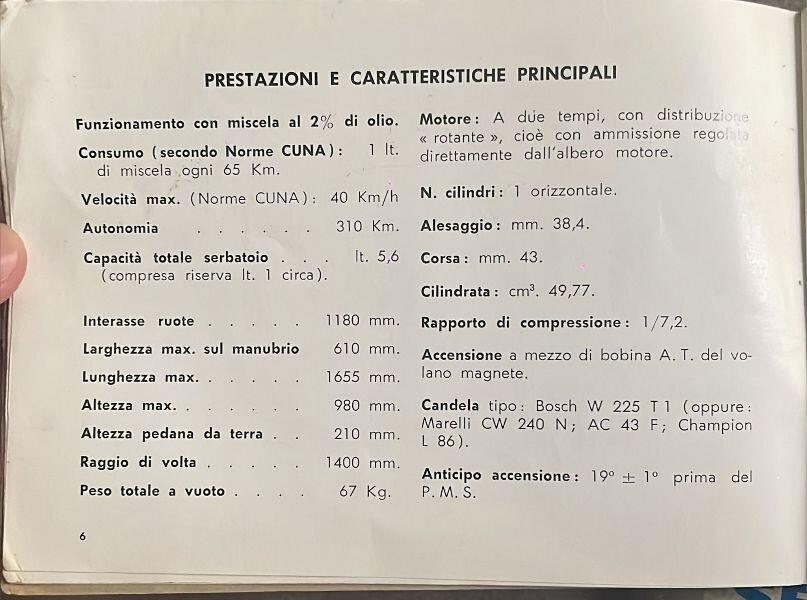 PRESTAZIONI E CARATTERISTICHE PRINCIPALI
Funzionamento con miscela al 2% di olio.
Consumo (secondo Norme CUNA): 1 lt.
di miscela ogni 65 Km.
Velocità max. (Norme CUNA): 40 Km/h
Autonomia . . . . . . 310 Km.
Capacità totale serbatoio . . . lt. 5,6
(compresa riserva lt. 1 circa).
Interasse ruote . . . . . 1180 mm.
Larghezza max. sul manubrio 610 mm.
Lunghezza max. . . . . . 1655 mm.
Altezza max. . . . . . . 980 mm.
Altezza pedana da terra . . 210 mm.
Raggio di volta . . . . . 1400 mm.
Peso totale a vuoto . . . . 67 Kg.
6
Motore: A due tempi, con distribuzione
« rotante », cioè con ammissione regolata
direttamente dall'albero motore.
N. cilindri: 1 orizzontale.
Alesaggio: mm. 38,4.
Corsa: mm. 43.
Cilindrata: cm³. 49,77.
Rapporto di compressione: 1/7,2.
Accensione a mezzo di bobina A. T. del vo-
lano magnete.
Candela tipo: Bosch W 225 T 1 (oppure:
Marelli CW 240 N; AC 43 F; Champion
L 86).
Anticipo accensione: 19° ± 1° prima del
P. M. S.